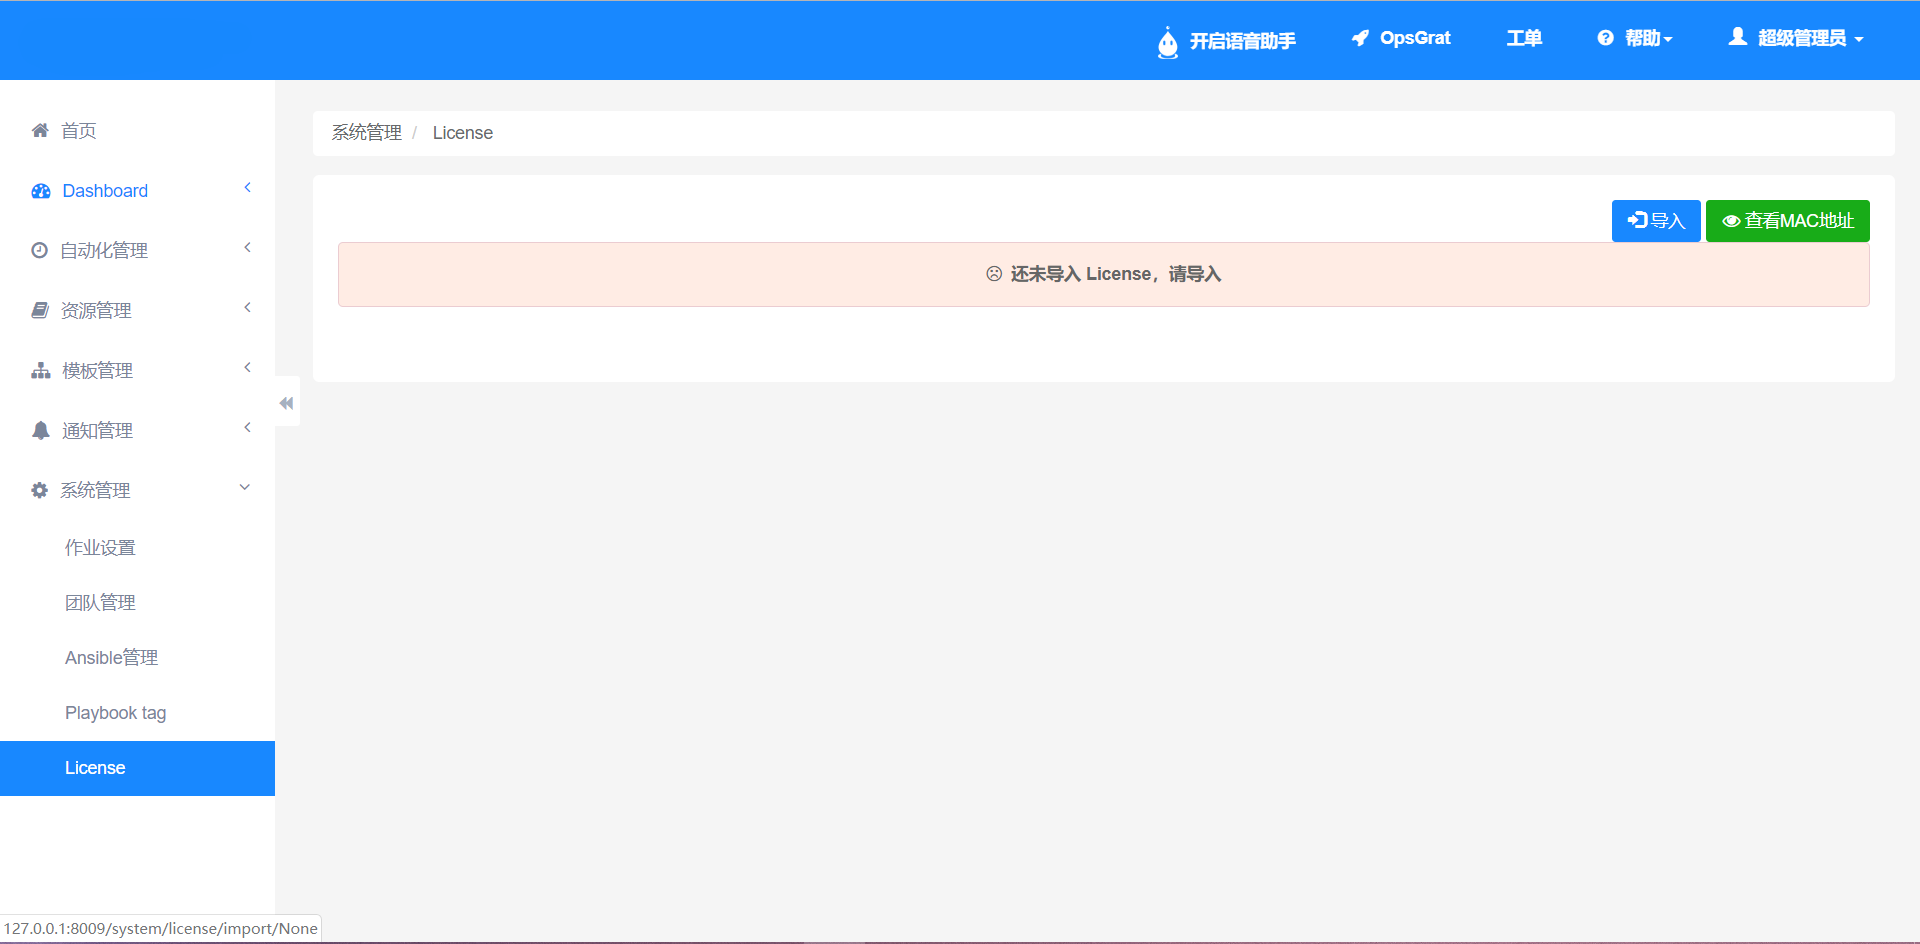 开启语音助手
OpsGrat
工单
帮助
超级管理员
首页
Dashboard
自动化管理
资源管理
模板管理
通知管理
系统管理
作业设置
团队管理
Ansible管理
Playbook tag
License
系统管理 / License
导入
查看MAC地址
还未导入 License，请导入
127.0.0.1:8009/system/license/import/None